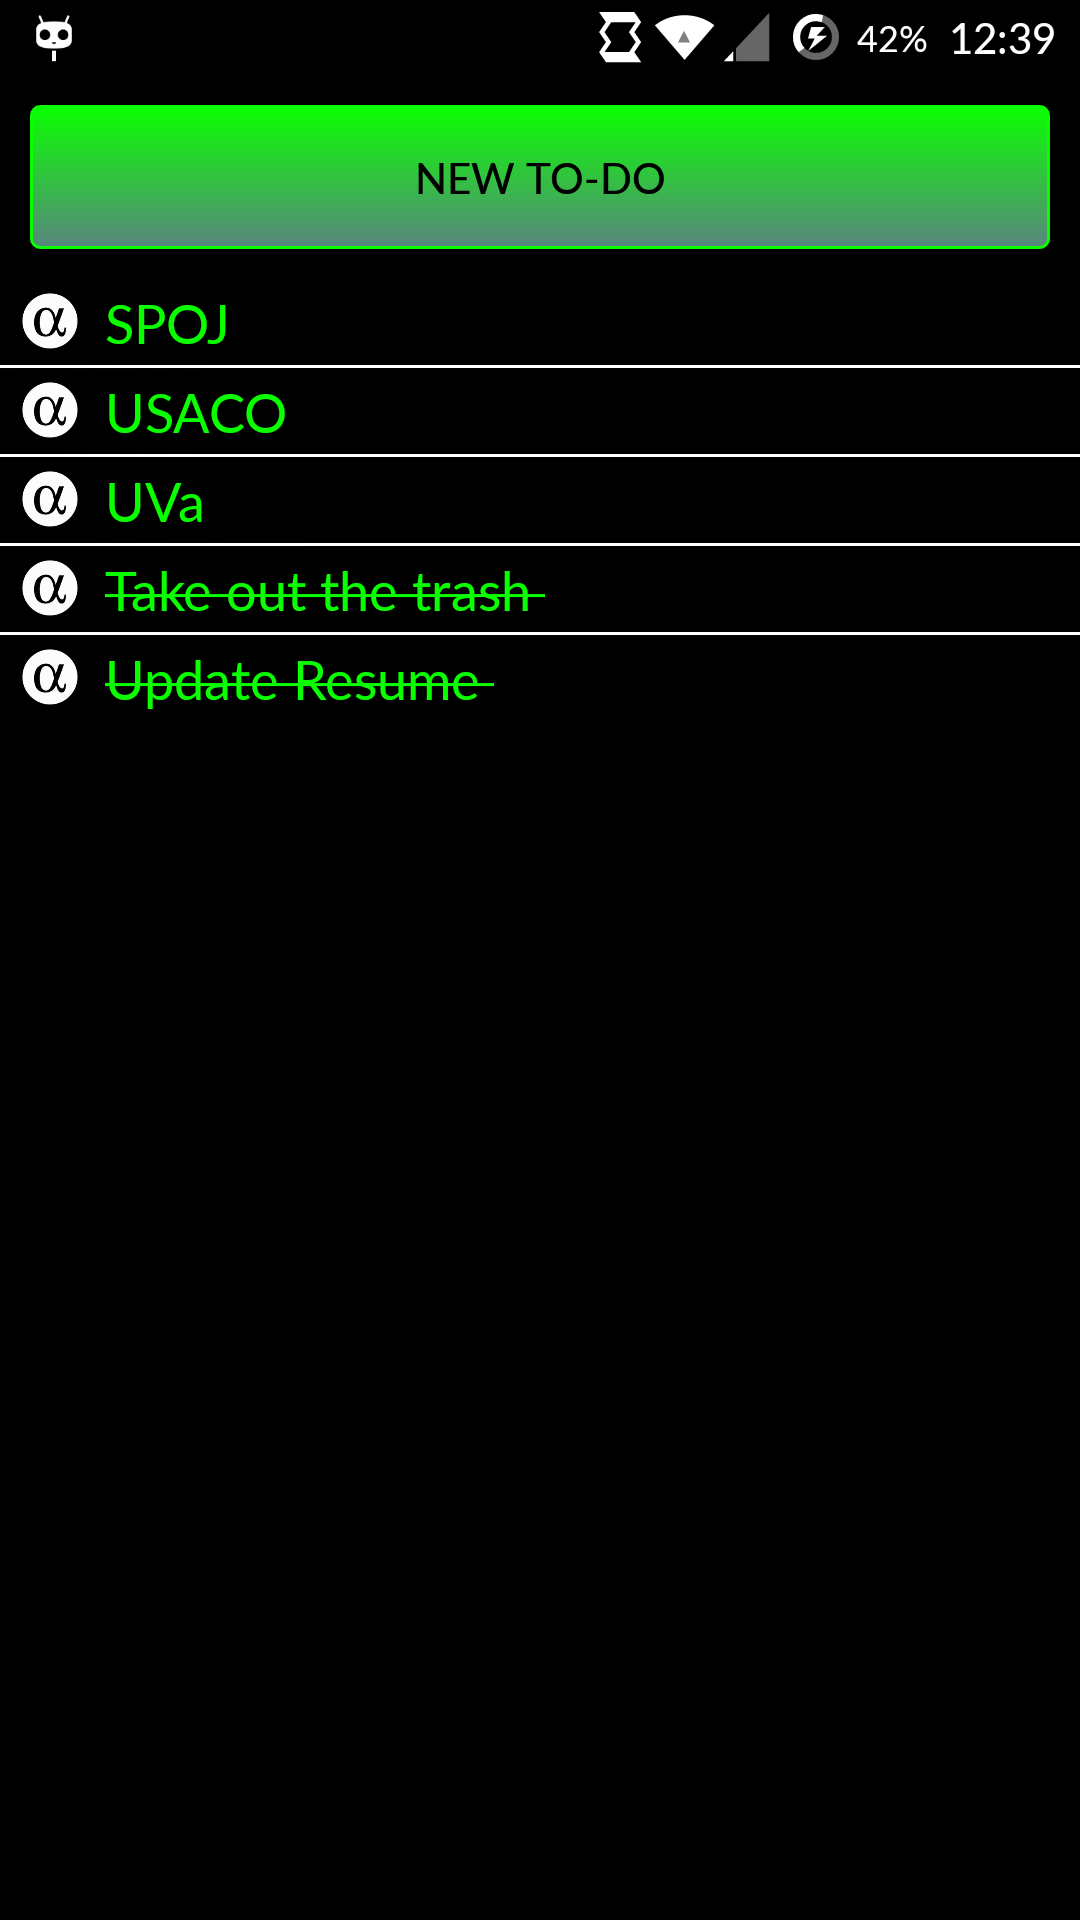 42% 12:39
NEW TO-DO
α SPOJ
α USACO
α UVa
α Take out the trash
α Update Resume